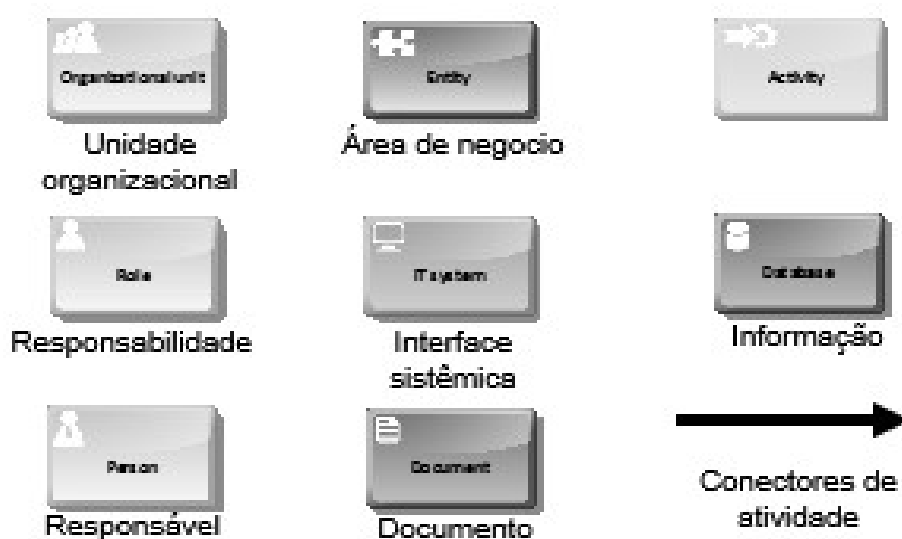 Organizational unit
Entity
Activity
Unidade
organizacional
Área de negocio
Role
IT system
Database
Responsabilidade
Interface
sistêmica
Informação
Person
Document
Responsável
Documento
Conectores de
atividade